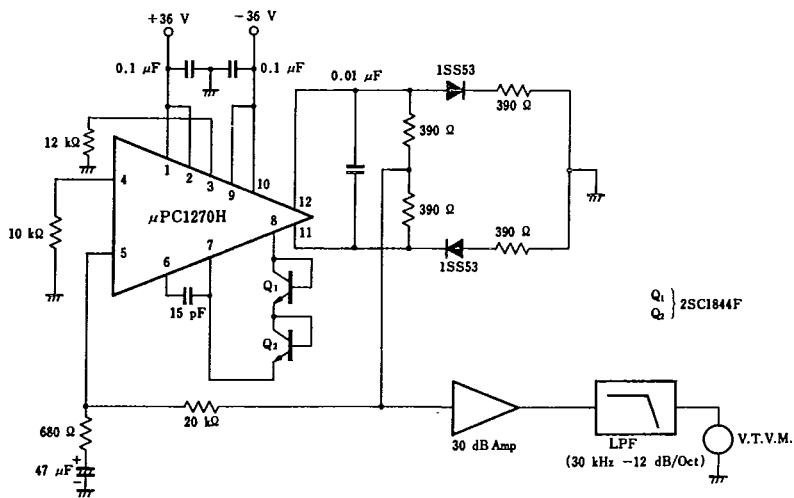 +36 V
−36 V
0.1 μF
0.1 μF
0.01 μF
1SS53
390 Ω
390 Ω
12 kΩ
1
2
3
9
10
4
μPC1270H
12
11
390 Ω
390 Ω
1SS53
10 kΩ
5
6
7
8
15 pF
Q₁
Q₂
Q₁
Q₂ } 2SC1844F
20 kΩ
680 Ω
47 μF
+
−
30 dB Amp
LPF
(30 kHz −12 dB/Oct)
V.T.V.M.